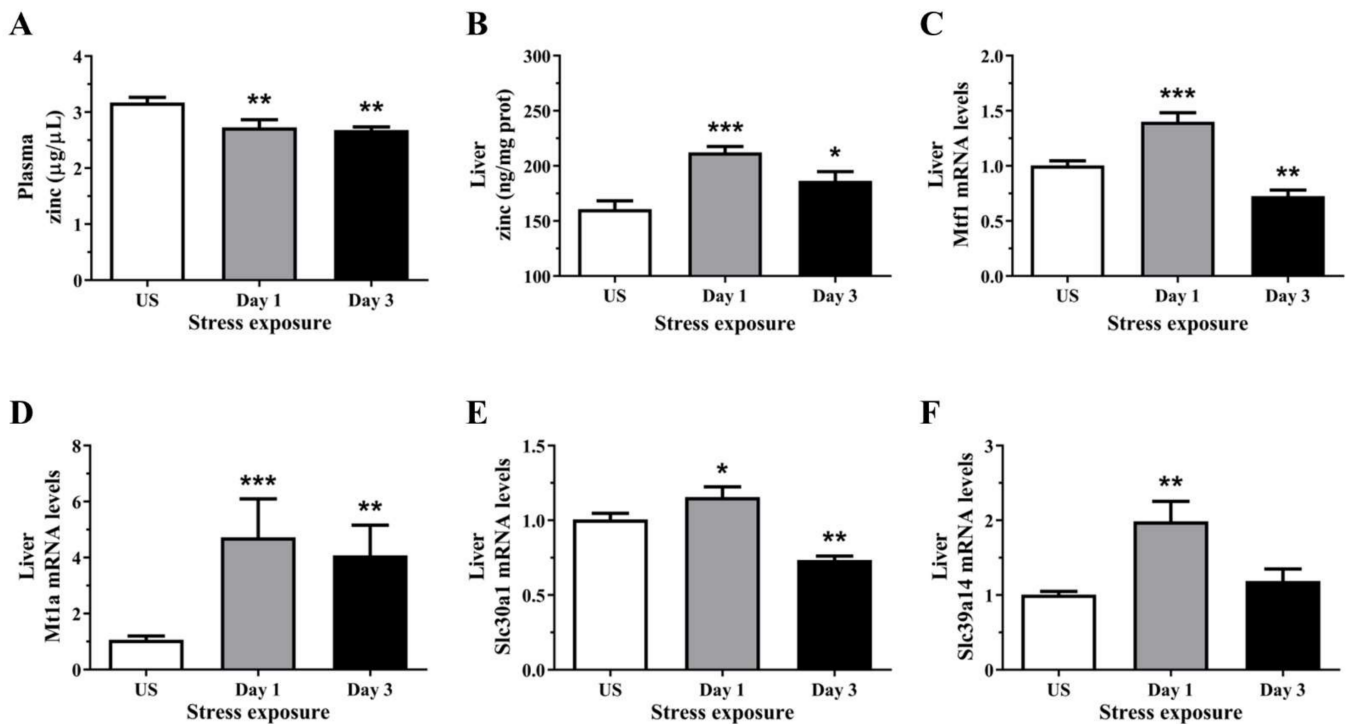 A
Plasma
zinc (µg/µL)
4
3
2
1
0
**
**
US
Day 1
Day 3
Stress exposure
B
Liver
zinc (ng/mg prot)
300
250
200
150
100
***
*
US
Day 1
Day 3
Stress exposure
C
Liver
Mtf1 mRNA levels
2.0
1.5
1.0
0.5
0.0
***
**
US
Day 1
Day 3
Stress exposure
D
Liver
Mt1a mRNA levels
8
6
4
2
0
***
**
US
Day 1
Day 3
Stress exposure
E
Liver
Slc30a1 mRNA levels
1.5
1.0
0.5
0.0
*
**
US
Day 1
Day 3
Stress exposure
F
Liver
Slc39a14 mRNA levels
3
2
1
0
**
US
Day 1
Day 3
Stress exposure